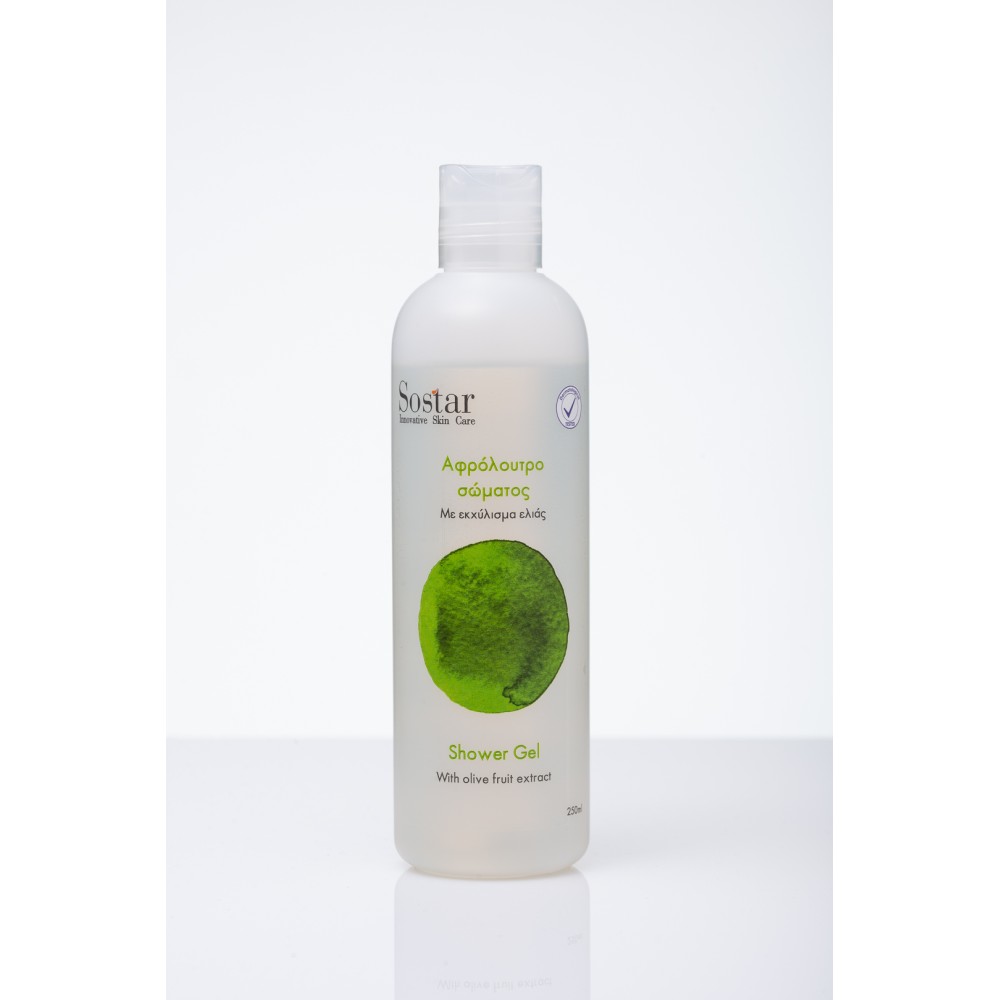 Sostar
Innovative Skin Care
Αφρόλουτρο
σώματος
Με εκχύλισμα ελιάς
Shower Gel
With olive fruit extract
250ml